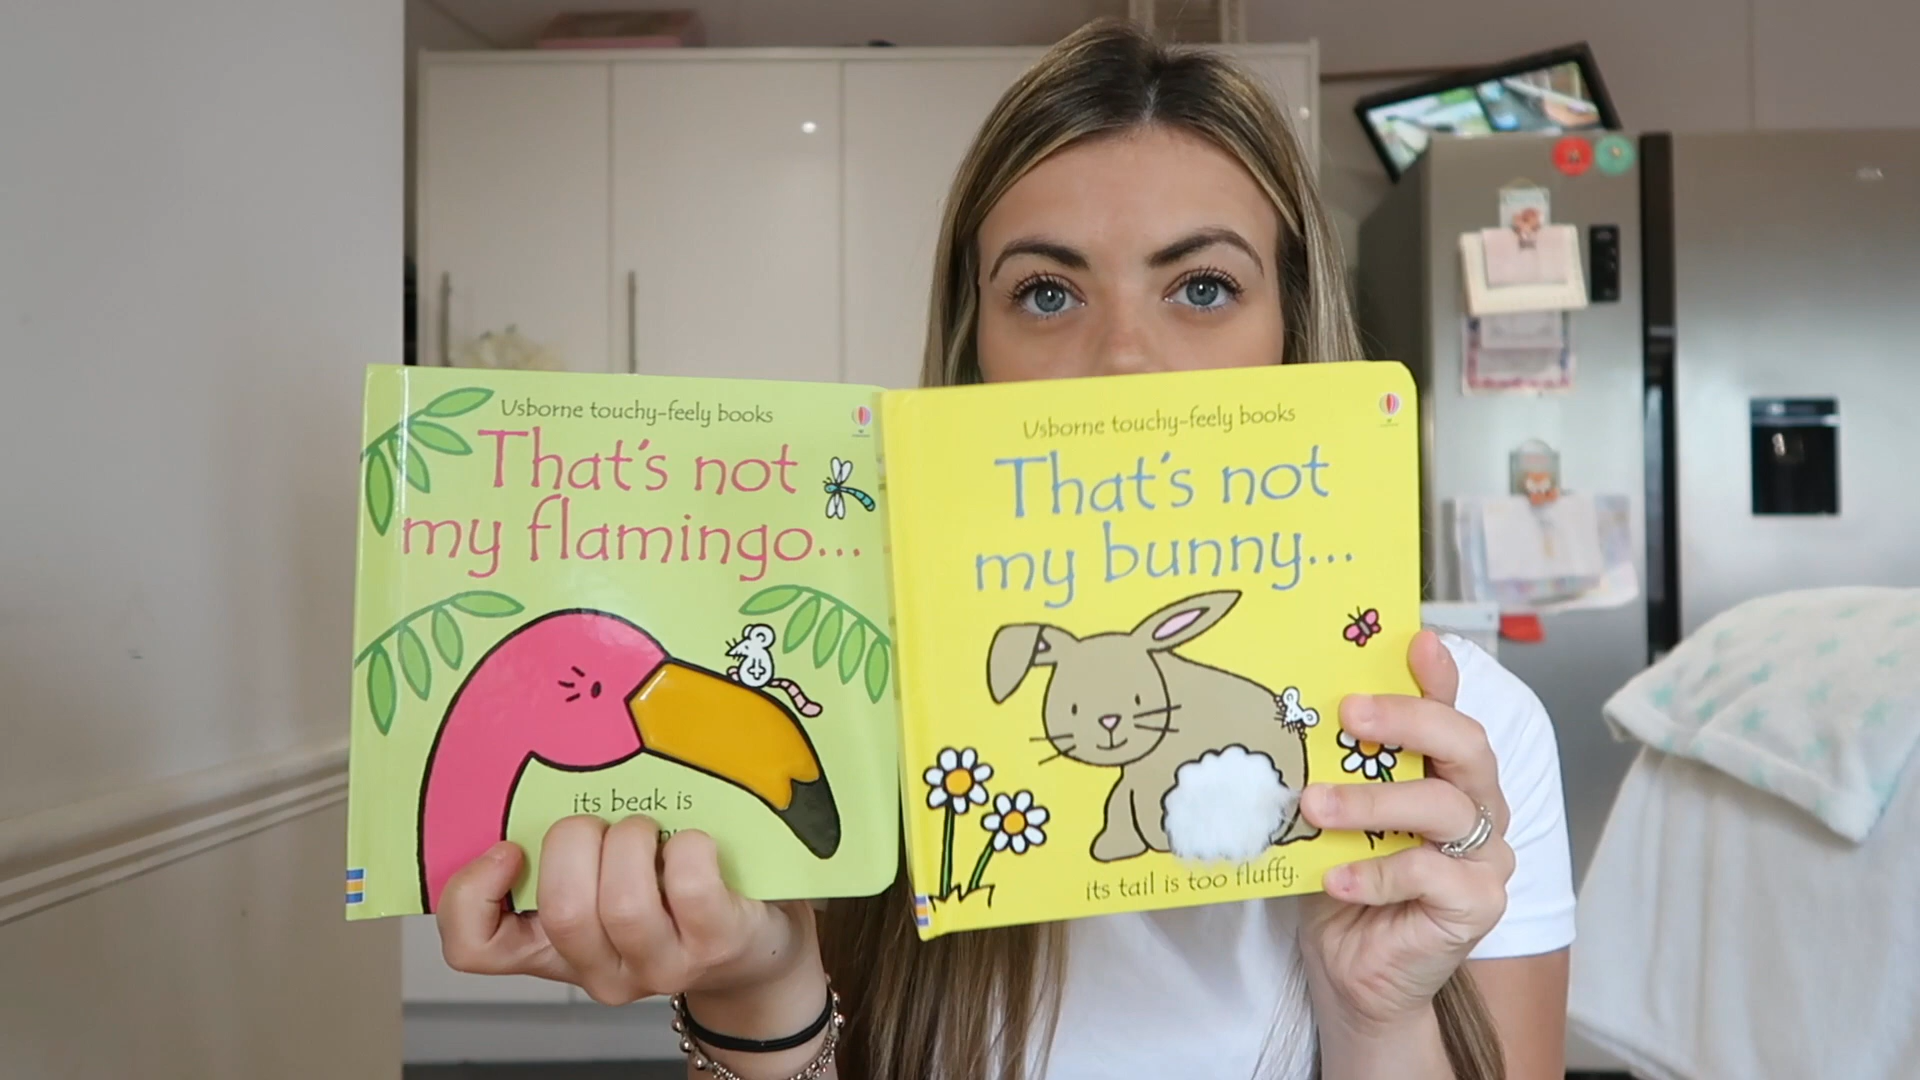 Usborne touchy-feely books
That's not
my flamingo...
its beak is
Usborne touchy-feely books
That's not
my bunny...
its tail is too fluffy.